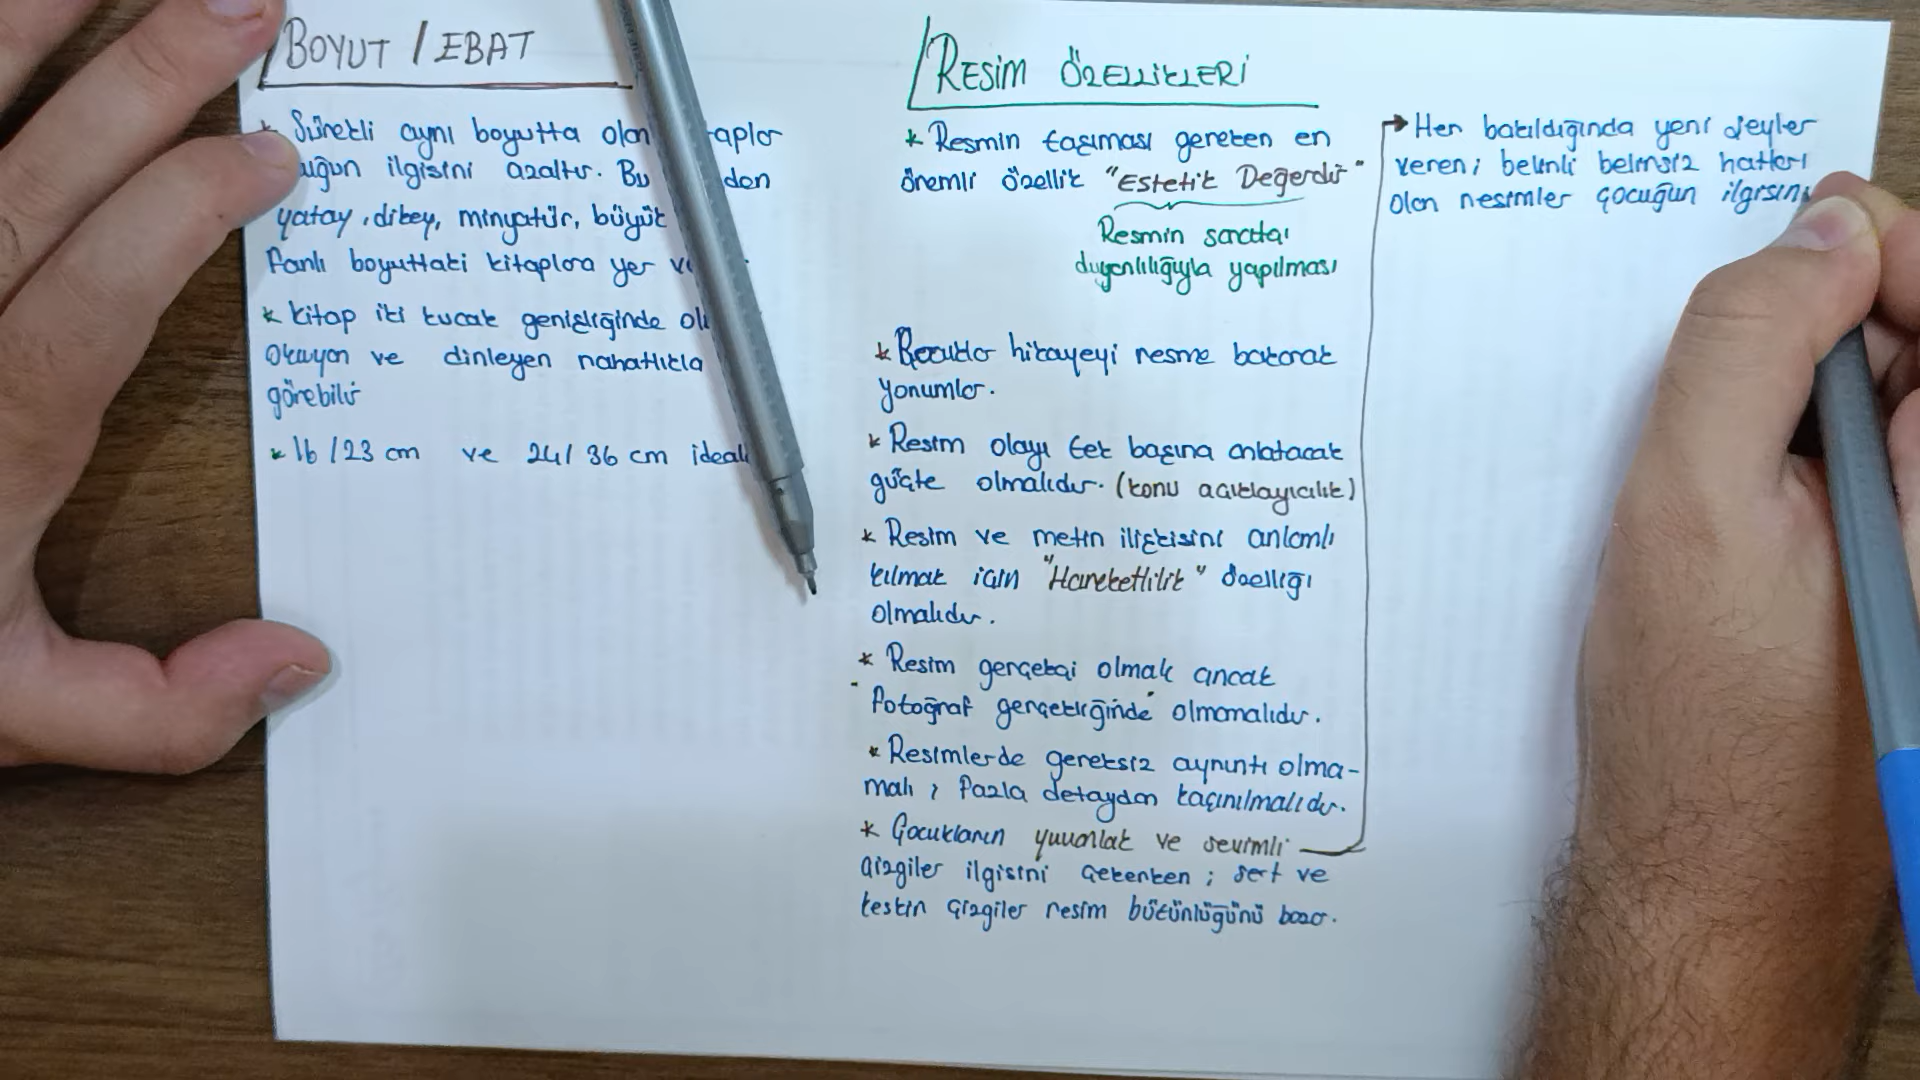 BOYUT / EBAT
* Sürekli aynı boyutta olan
ilgisini azaltır. Bu
yatay, dikey, minyatür, büyük
farklı boyuttaki kitaplara yer
* Kitap iki kucak genişliğinde
Okuyan ve dinleyen rahatlıkla
görebilir
* 16/23 cm ve 24/36 cm ideal
RESİM ÖZELLİKLERİ
* Resmin taşıması gereken en
önemli özellik "Estetik Değerdir"
Resmin sanatsal
duyarlılığıyla yapılması
* Çocuklar hikayeyi resme bakarak
yorumlar.
* Resim olayı tek başına anlatacak
güçte olmalıdır. (konu açıklayıcılık)
* Resim ve metin ilişkisini anlamlı
kılmak için "Hareketlilik" özelliği
olmalıdır.
* Resim gerçekçi olmalı ancak
fotoğraf gerçekliğinde olmamalıdır.
* Resimlerde gereksiz ayrıntı olma-
malı, fazla detaydan kaçınılmalıdır.
* Çocukların yuvarlak ve sevimli
çizgiler ilgisini çekerken; sert ve
keskin çizgiler resim bütünlüğünü bozar.
Her bakıldığında yeni şeyler
veren; belirli belirsiz hatları
olan resimler çocuğun ilgisini